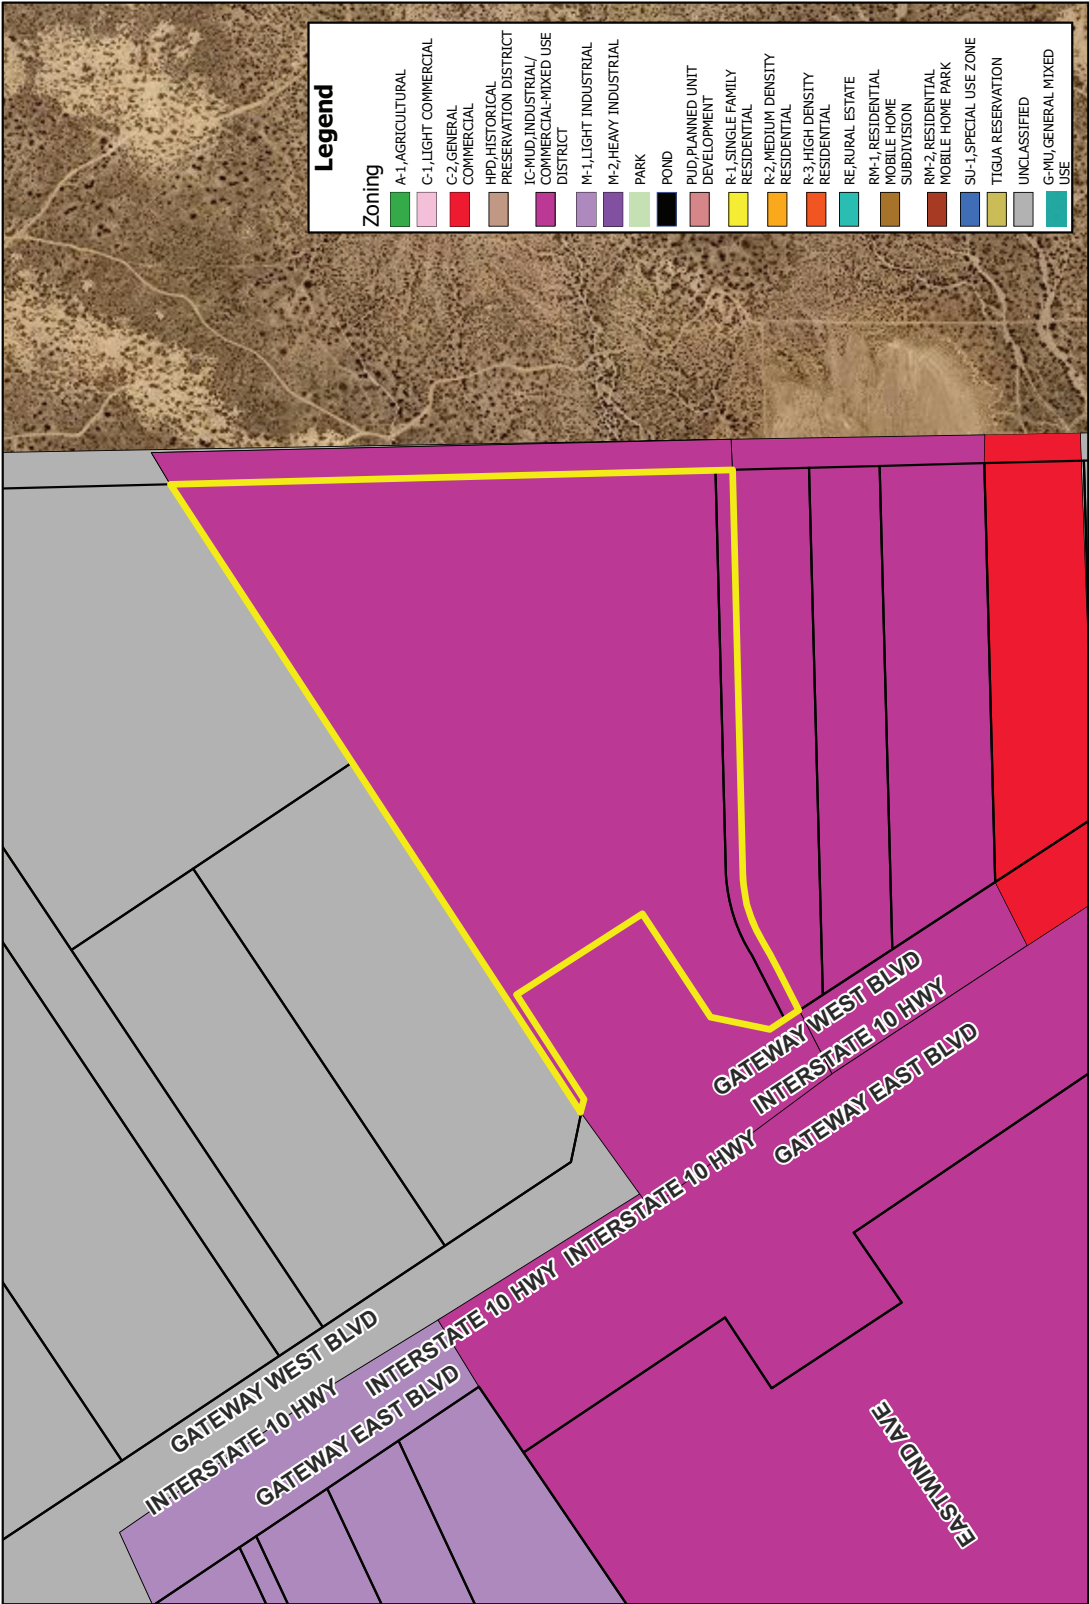 Legend
Zoning
A-1,AGRICULTURAL
C-1,LIGHT COMMERCIAL
C-2,GENERAL
COMMERCIAL
HPD,HISTORICAL
PRESERVATION DISTRICT
IC-MUD,INDUSTRIAL/
COMMERCIAL-MIXED USE
DISTRICT
M-1,LIGHT INDUSTRIAL
M-2,HEAVY INDUSTRIAL
PARK
POND
PUD,PLANNED UNIT
DEVELOPMENT
R-1,SINGLE FAMILY
RESIDENTIAL
R-2,MEDIUM DENSITY
RESIDENTIAL
R-3,HIGH DENSITY
RESIDENTIAL
RE,RURAL ESTATE
RM-1,RESIDENTIAL
MOBILE HOME
SUBDIVISION
RM-2,RESIDENTIAL
MOBILE HOME PARK
SU-1,SPECIAL USE ZONE
TIGUA RESERVATION
UNCLASSIFIED
G-MU,GENERAL MIXED
USE
GATEWAY WEST BLVD
INTERSTATE 10 HWY
GATEWAY EAST BLVD
INTERSTATE 10 HWY
INTERSTATE 10 HWY
GATEWAY WEST BLVD
INTERSTATE 10 HWY
GATEWAY EAST BLVD
EASTWIND AVE